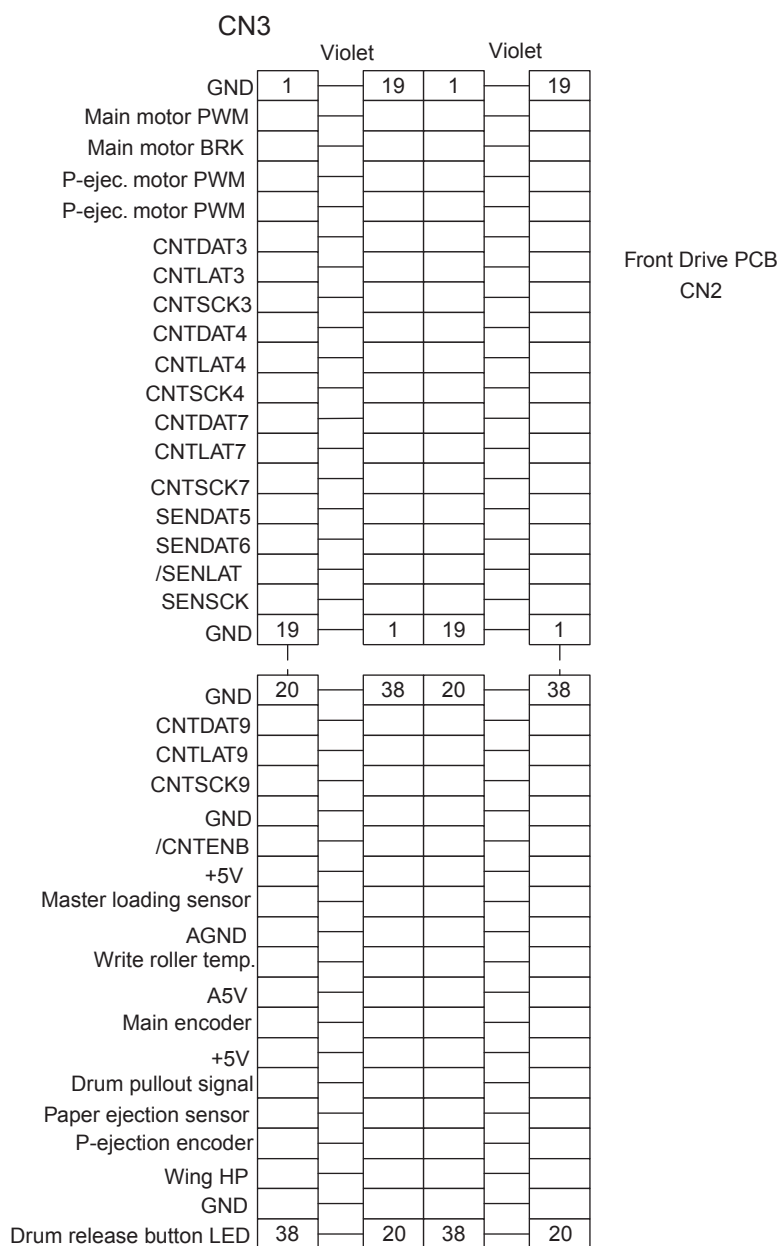 CN3
Violet Violet
GND 1 19 1 19
Main motor PWM
Main motor BRK
P-ejec. motor PWM
P-ejec. motor PWM
CNTDAT3
CNTLAT3
Front Drive PCB
CN2
CNTSCK3
CNTDAT4
CNTLAT4
CNTSCK4
CNTDAT7
CNTLAT7
CNTSCK7
SENDAT5
SENDAT6
/SENLAT
SENSCK
GND 19 1 19 1
GND 20 38 20 38
CNTDAT9
CNTLAT9
CNTSCK9
GND
/CNTENB
+5V
Master loading sensor
AGND
Write roller temp.
A5V
Main encoder
+5V
Drum pullout signal
Paper ejection sensor
P-ejection encoder
Wing HP
GND
Drum release button LED 38 20 38 20